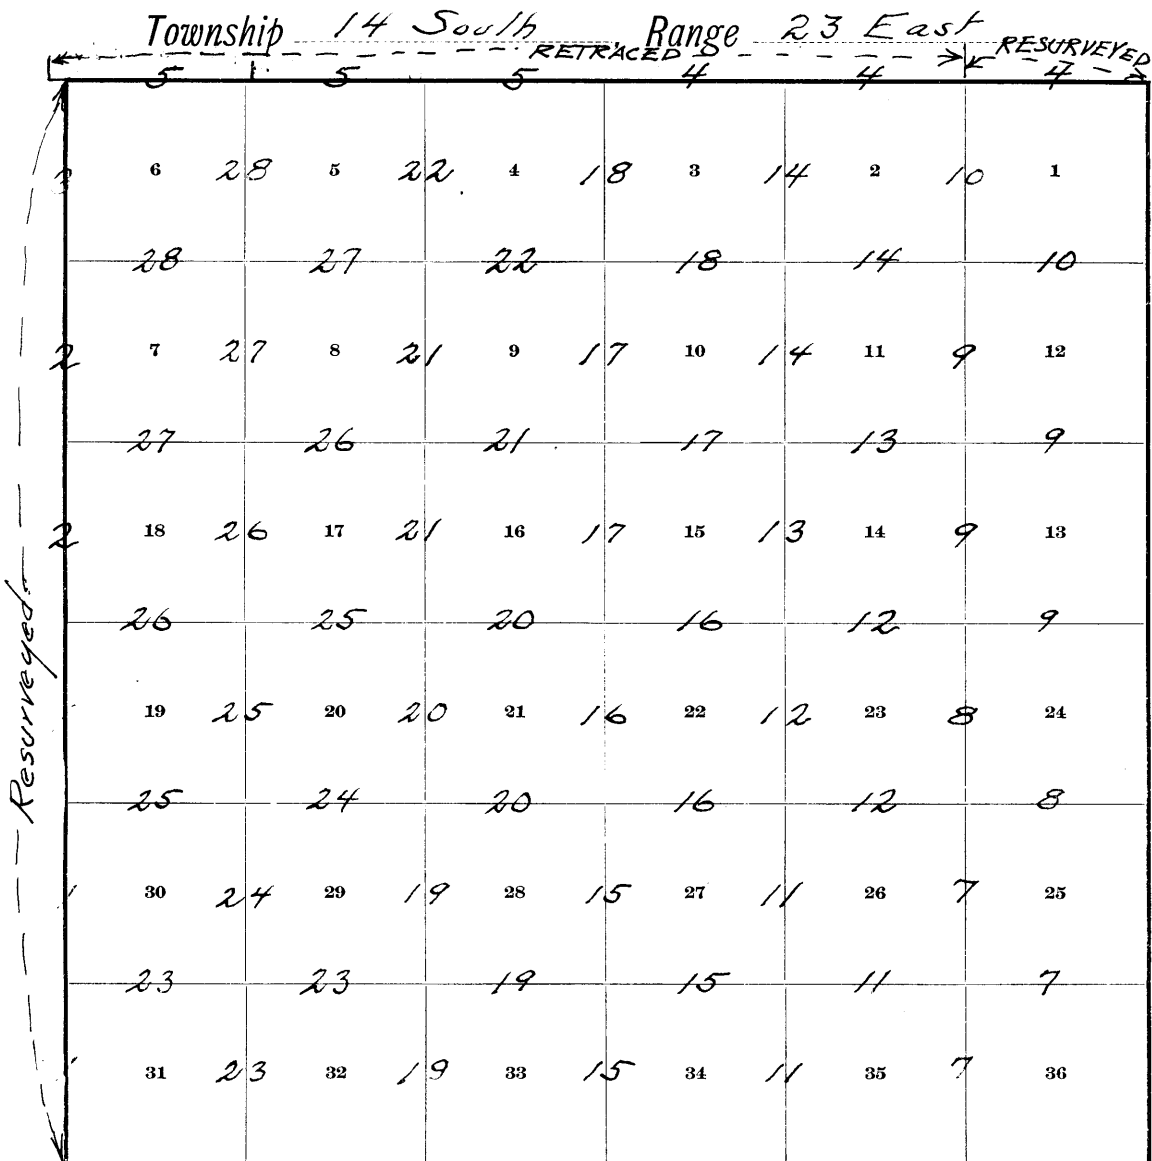 Township 14 South Range 23 East
RETRACED RESURVEYED
5 5 5 4 4 4
3 6 28 5 22 4 18 3 14 2 10 1
28 27 22 18 14 10
2 7 27 8 21 9 17 10 14 11 9 12
27 26 21 17 13 9
2 18 26 17 21 16 17 15 13 14 9 13
26 25 20 16 12 9
Resurveyed
19 25 20 20 21 16 22 12 23 8 24
25 24 20 16 12 8
30 24 29 19 28 15 27 11 26 7 25
23 23 19 15 11 7
31 23 32 19 33 15 34 11 35 7 36